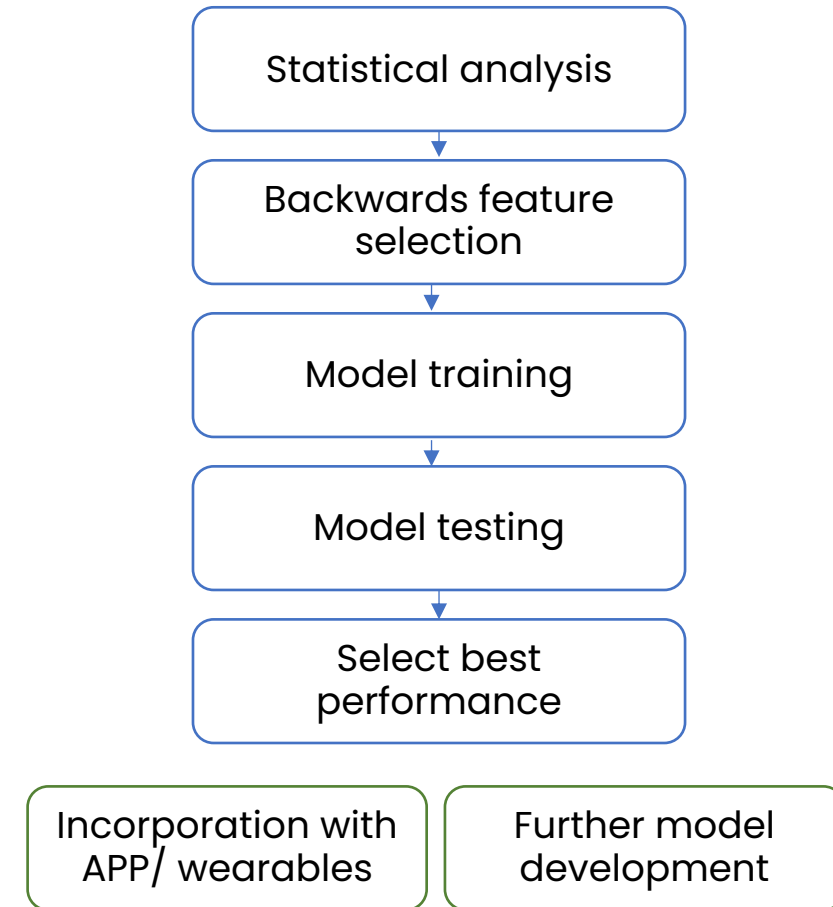 Statistical analysis
Backwards feature
selection
Model training
Model testing
Select best
performance
Incorporation with
APP/ wearables
Further model
development